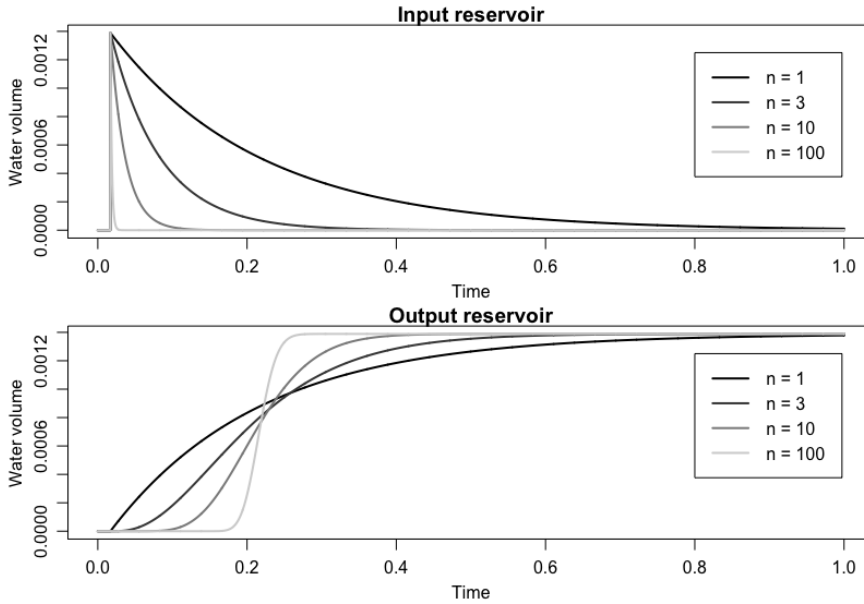 Input reservoir
Water volume
0.0012
0.0006
0.0000
n = 1
n = 3
n = 10
n = 100
0.0 0.2 0.4 0.6 0.8 1.0
Time
Output reservoir
Water volume
0.0012
0.0006
0.0000
n = 1
n = 3
n = 10
n = 100
0.0 0.2 0.4 0.6 0.8 1.0
Time